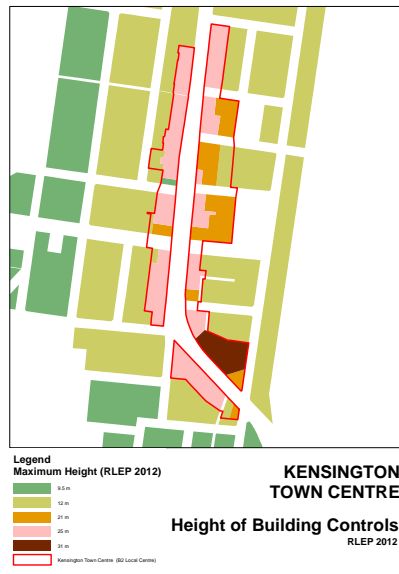 Legend
Maximum Height (RLEP 2012)
9.5 m
12 m
21 m
25 m
31 m
Kensington Town Centre (B2 Local Centre)
KENSINGTON
TOWN CENTRE
Height of Building Controls
RLEP 2012